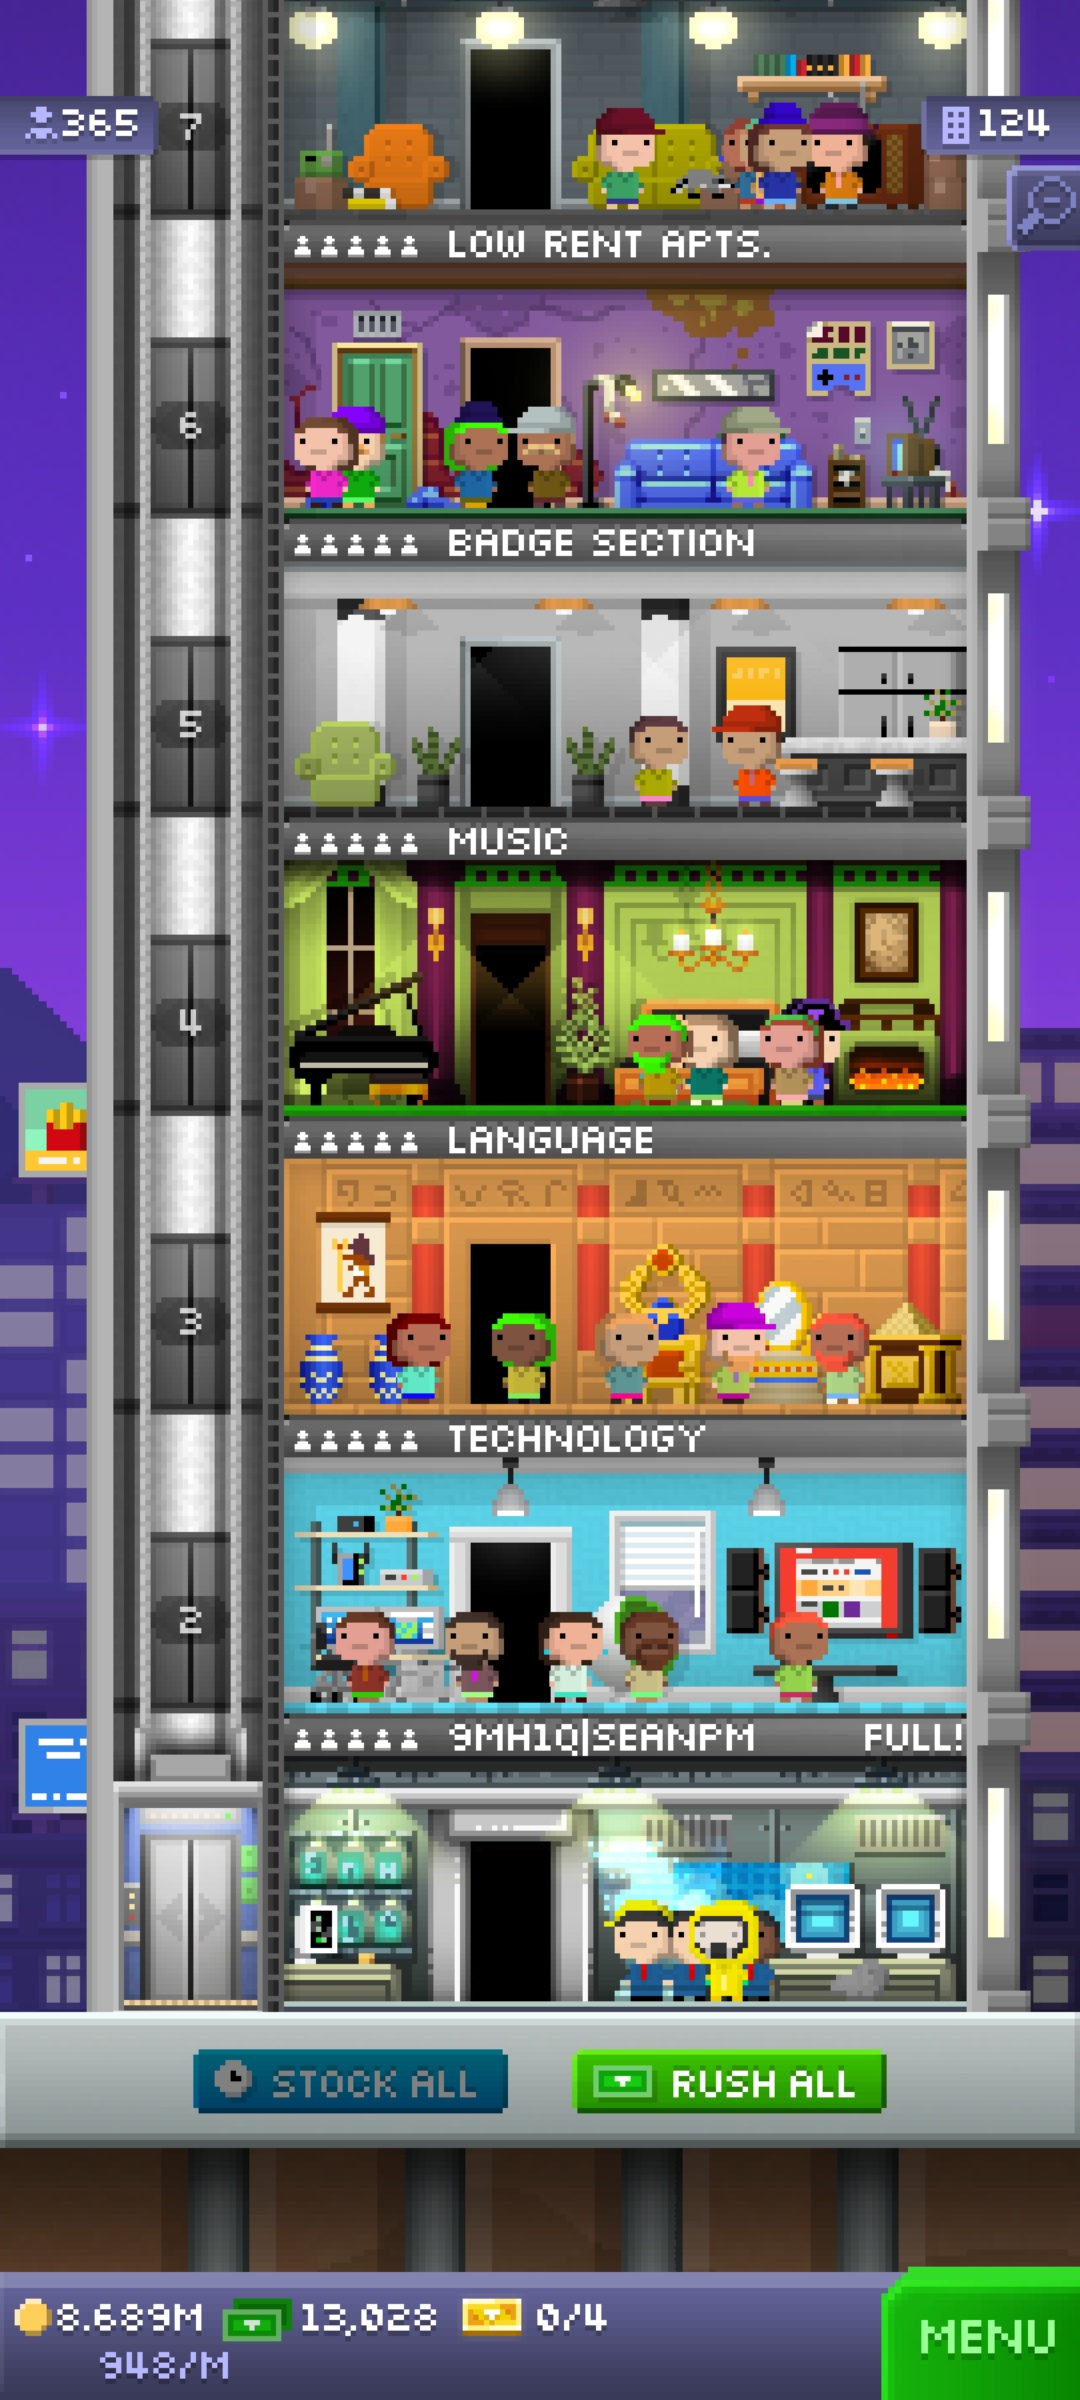 365
7
124
LOW RENT APTS.
6
BADGE SECTION
5
MUSIC
4
LANGUAGE
3
TECHNOLOGY
2
9MH1Q|SEANPM FULL!
STOCK ALL
RUSH ALL
8.689M 13,028 0/4
948/M
MENU